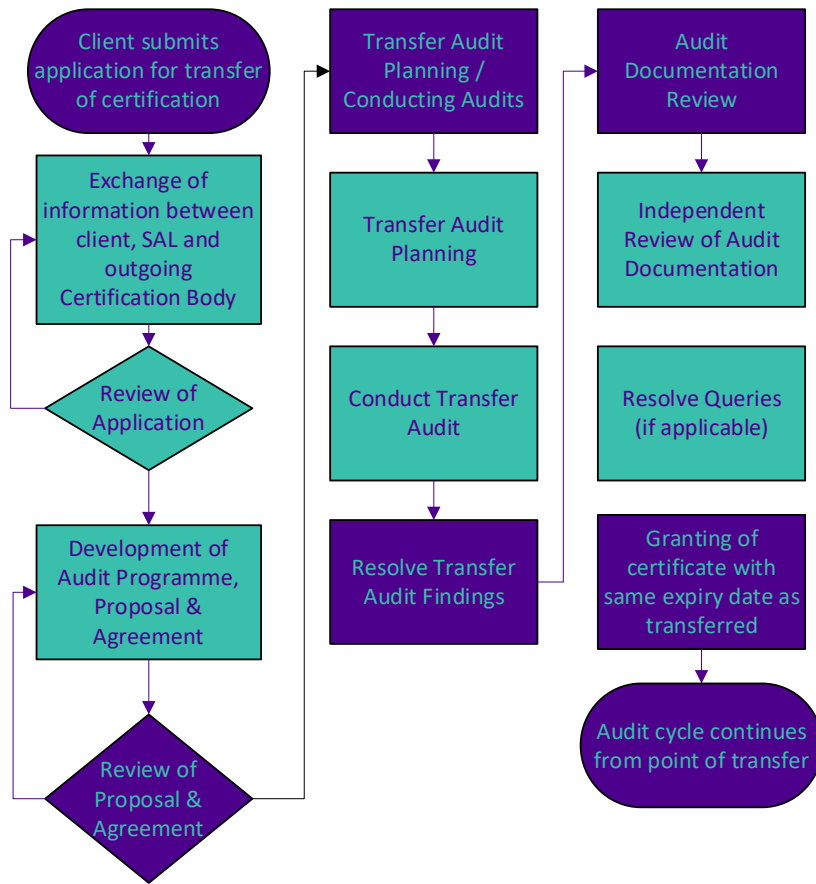 Client submits
application for transfer
of certification
Exchange of
information between
client, SAL and
outgoing
Certification Body
Review of
Application
Development of
Audit Programme,
Proposal &
Agreement
Review of
Proposal &
Agreement
Transfer Audit
Planning /
Conducting Audits
Transfer Audit
Planning
Conduct Transfer
Audit
Resolve Transfer
Audit Findings
Audit
Documentation
Review
Independent
Review of Audit
Documentation
Resolve Queries
(if applicable)
Granting of
certificate with
same expiry date as
transferred
Audit cycle continues
from point of transfer